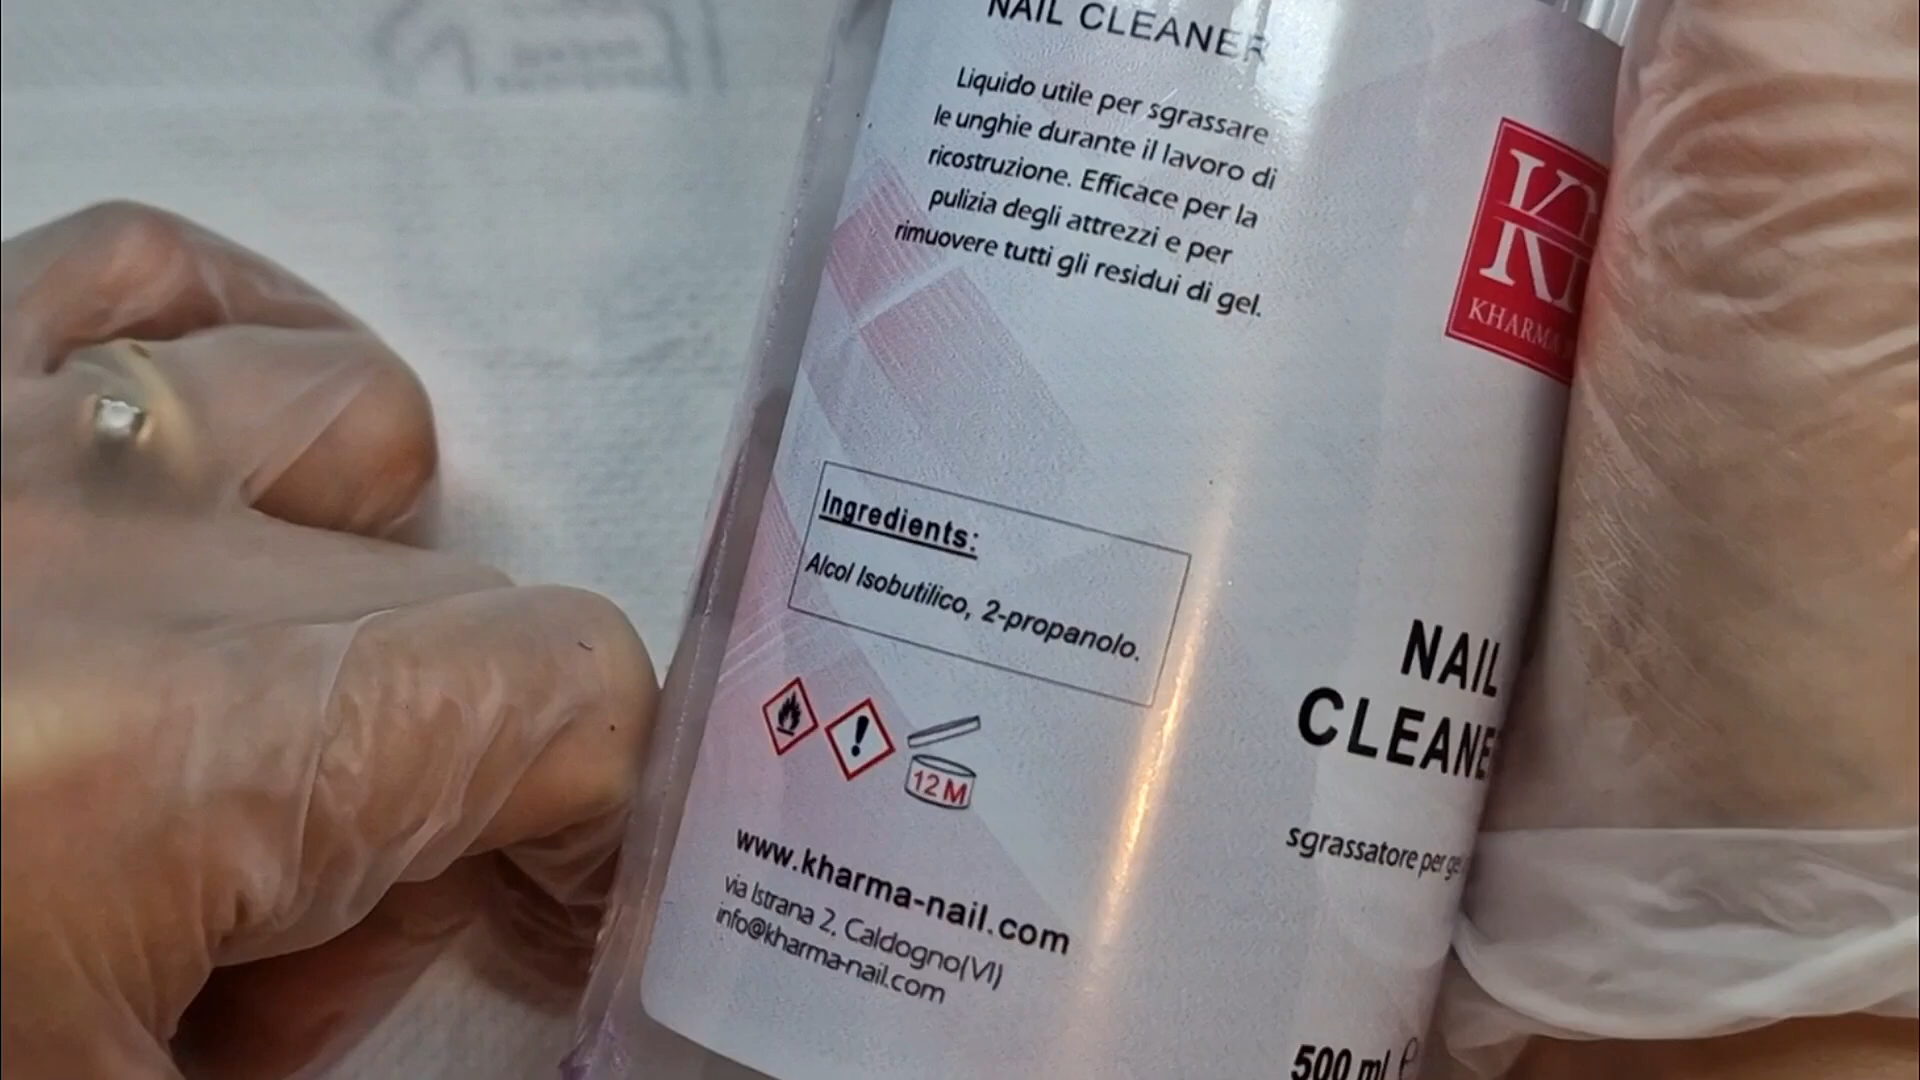 NAIL CLEANER
Liquido utile per sgrassare
le unghie durante il lavoro di
ricostruzione. Efficace per la
pulizia degli attrezzi e per
rimuovere tutti gli residui di gel.
Ingredients:
Alcol Isobutilico, 2-propanolo.
12 M
www.kharma-nail.com
via Istrana 2, Caldogno(VI)
info@kharma-nail.com
KHARMA
NAIL
CLEANE
sgrassatore per
500 ml e